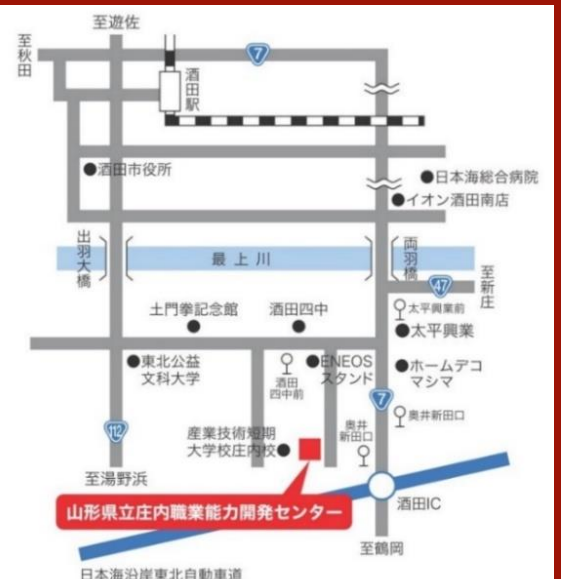 至遊佐
至秋田
7
酒田駅
酒田市役所
日本海総合病院
イオン酒田南店
出羽大橋
最上川
両羽橋
至新庄
47
土門拳記念館
酒田四中
太平興業前
太平興業
東北公益
文科大学
酒田
四中前
ENEOS
スタンド
ホームデコ
マシマ
7
112
産業技術短期
大学校庄内校
奥井
新田口
奥井新田口
至湯野浜
山形県立庄内職業能力開発センター
酒田IC
至鶴岡
日本海沿岸東北自動車道